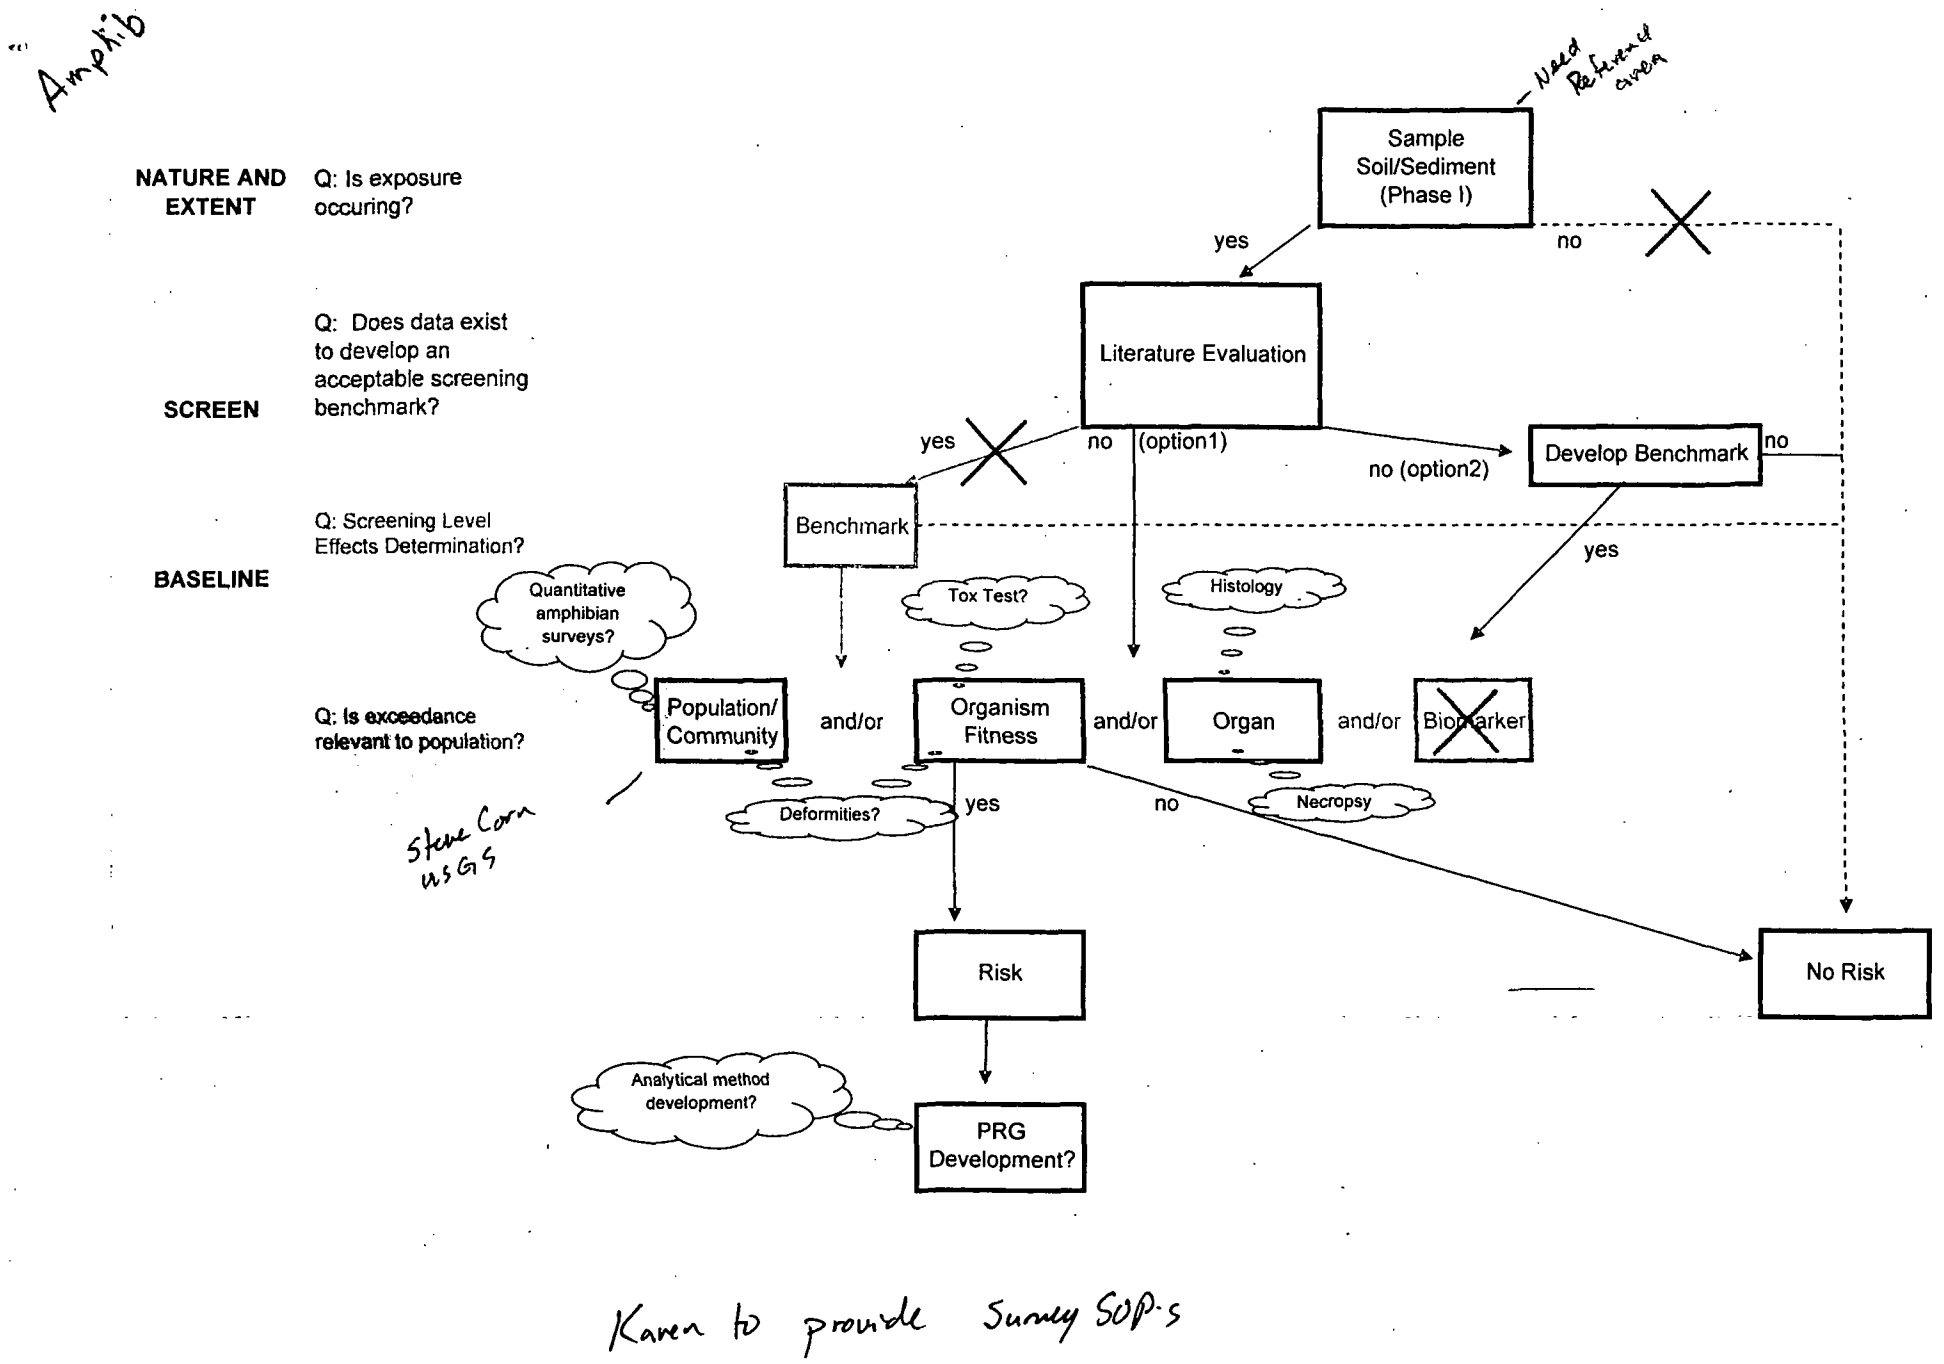 Amphib
– Need
Reference
area
Sample
Soil/Sediment
(Phase I)
NATURE AND
EXTENT
Q: Is exposure
occuring?
yes
no
Q: Does data exist
to develop an
acceptable screening
benchmark?
SCREEN
Literature Evaluation
yes
no (option1)
no (option2)
Develop Benchmark
no
Benchmark
Q: Screening Level
Effects Determination?
yes
BASELINE
Quantitative
amphibian
surveys?
Tox Test?
Histology
Q: Is exceedance
relevant to population?
Population/
Community
and/or
Organism
Fitness
and/or
Organ
and/or
Biomarker
Deformities?
yes
no
Necropsy
Steve Corn
USGS
Risk
No Risk
Analytical method
development?
PRG
Development?
Karen to provide Survey SOP's